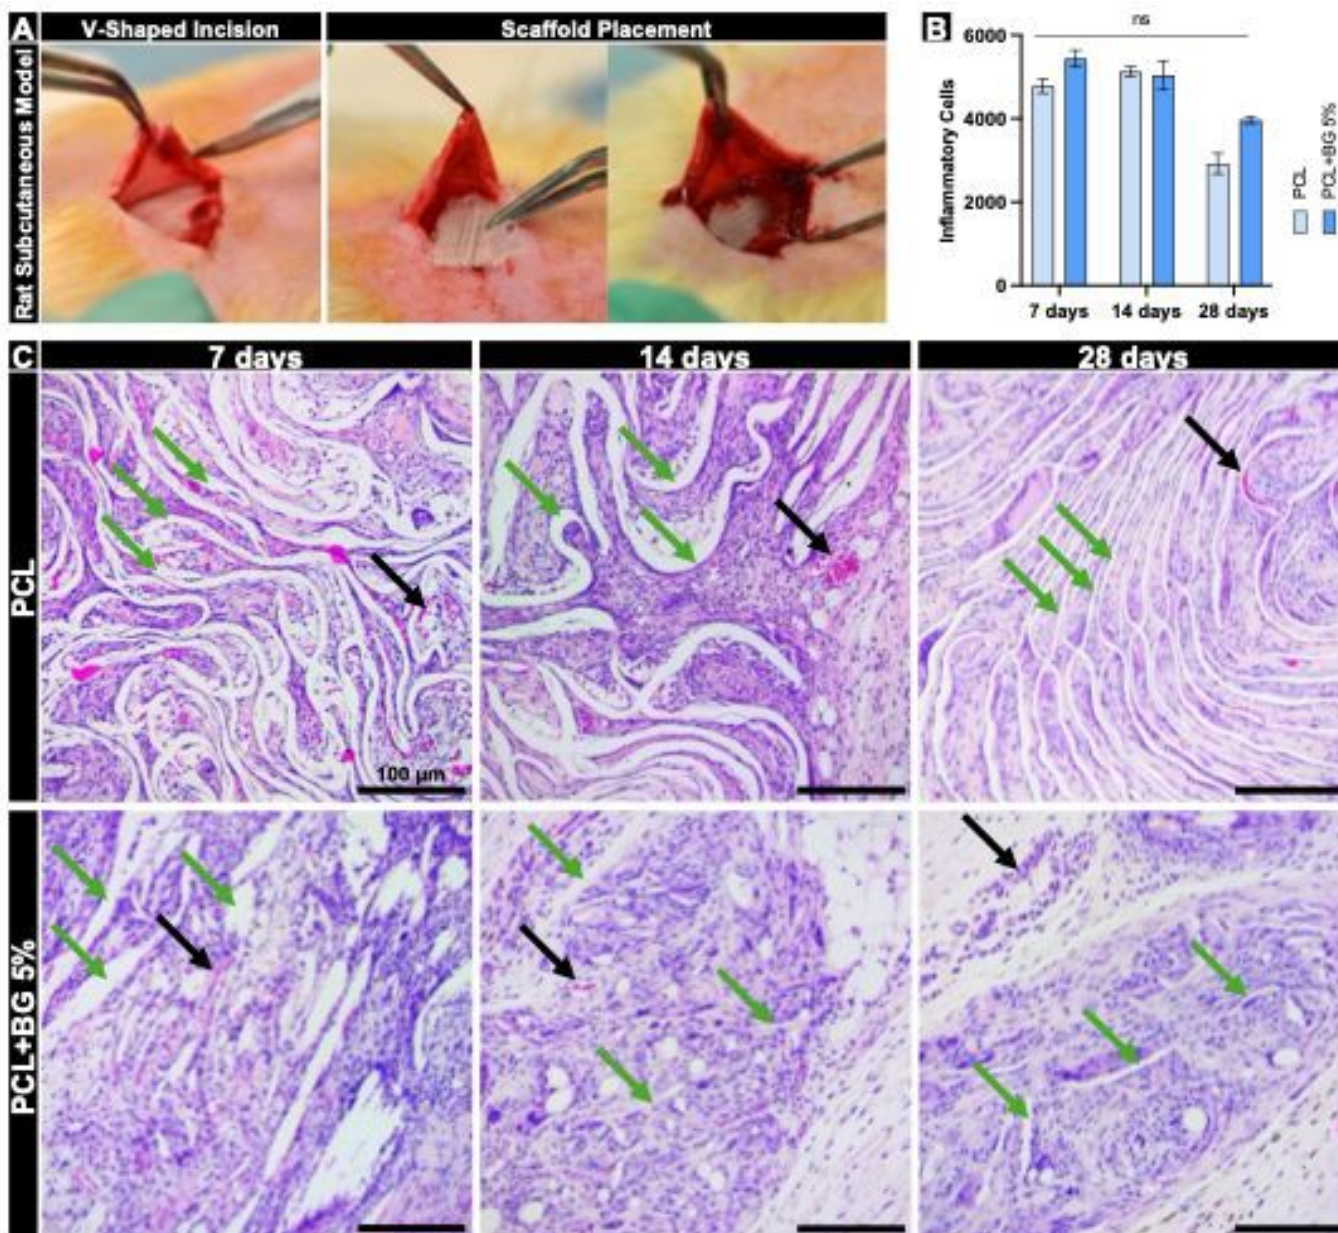 A
V-Shaped Incision
Scaffold Placement
Rat Subcutaneous Model
B
ns
6000
4000
2000
0
Inflammatory Cells
7 days
14 days
28 days
PCL
PCL+BG 5%
C
7 days
14 days
28 days
PCL
100 µm
PCL+BG 5%